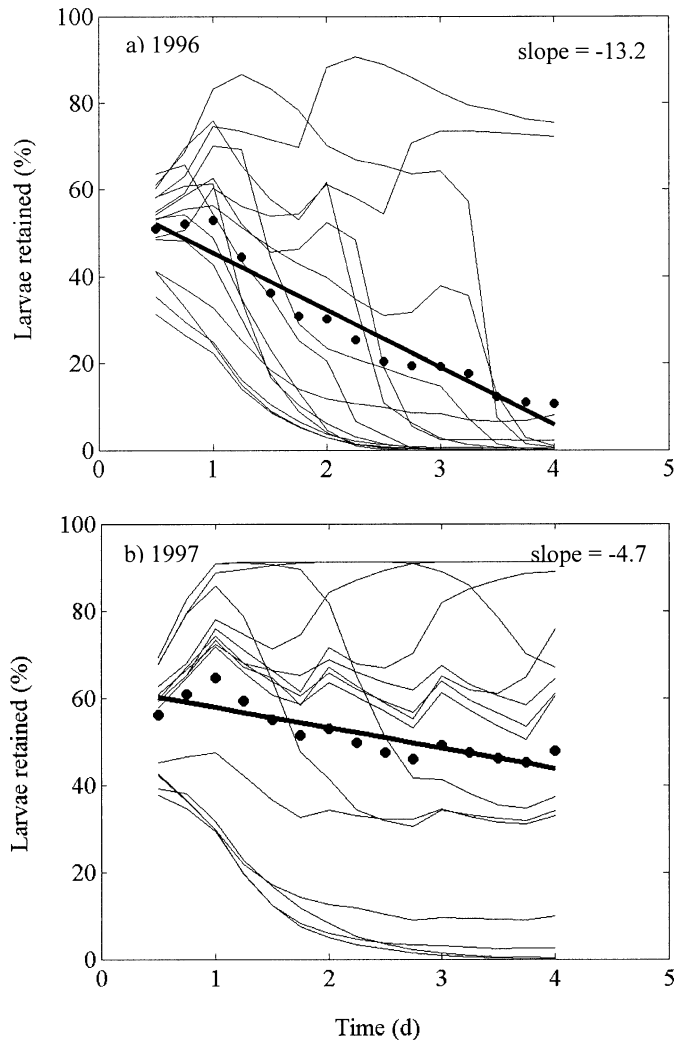 100
a) 1996
slope = -13.2
80
60
40
20
0
Larvae retained (%)
0 1 2 3 4 5
100
b) 1997
slope = -4.7
80
60
40
20
0
Larvae retained (%)
0 1 2 3 4 5
Time (d)